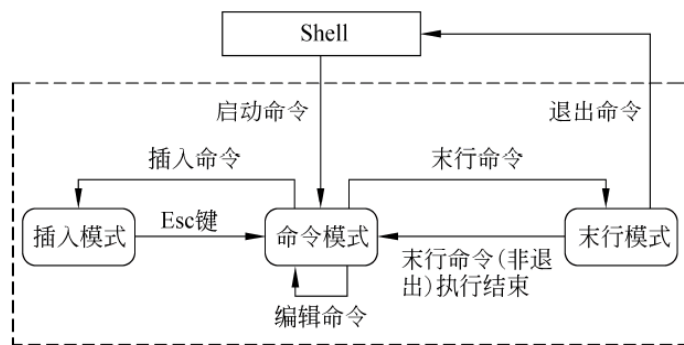 Shell
启动命令
退出命令
插入命令
末行命令
插入模式
Esc键
命令模式
末行模式
末行命令(非退
出)执行结束
编辑命令